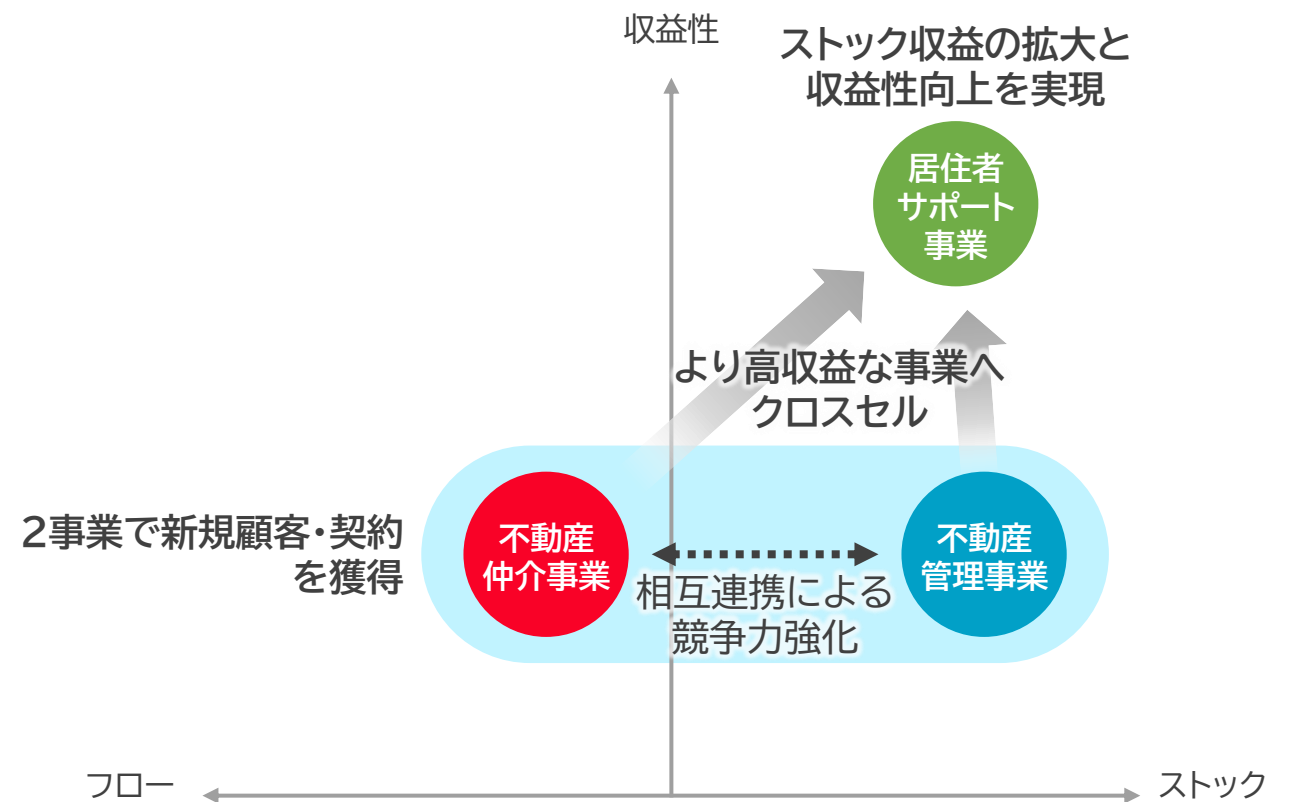 収益性
ストック収益の拡大と
収益性向上を実現
居住者
サポート
事業
より高収益な事業へ
クロスセル
2事業で新規顧客・契約
を獲得
不動産
仲介事業
相互連携による
競争力強化
不動産
管理事業
フロー
ストック